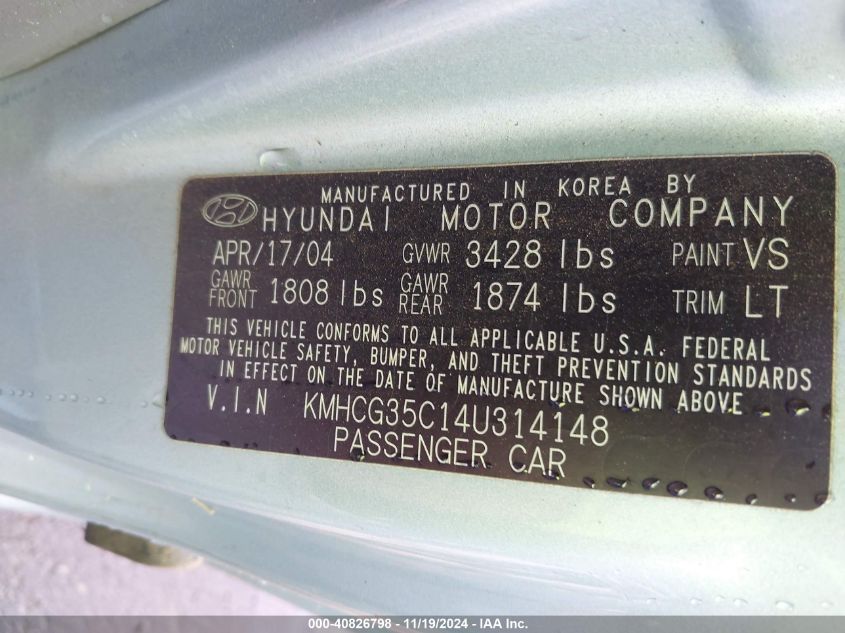 MANUFACTURED IN KOREA BY
HYUNDAI MOTOR COMPANY
APR/17/04 GVWR 3428 lbs PAINT VS
GAWR FRONT 1808 lbs GAWR REAR 1874 lbs TRIM LT
THIS VEHICLE CONFORMS TO ALL APPLICABLE U.S.A. FEDERAL
MOTOR VEHICLE SAFETY, BUMPER, AND THEFT PREVENTION STANDARDS
IN EFFECT ON THE DATE OF MANUFACTURE SHOWN ABOVE
V.I.N KMHCG35C14U314148
PASSENGER CAR
000-40826798 - 11/19/2024 - IAA Inc.